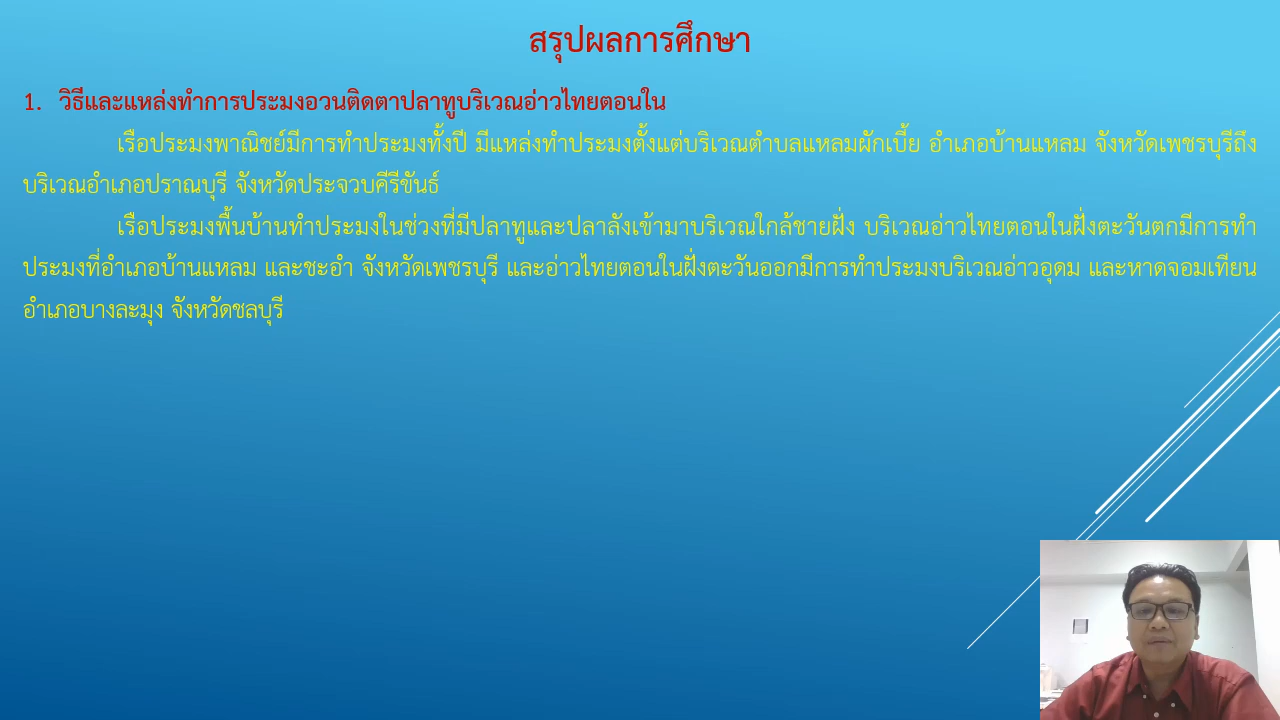 สรุปผลการศึกษา
1. วิธีและแหล่งทำการประมงอวนติดตาปลาทูบริเวณอ่าวไทยตอนใน
เรือประมงพาณิชย์มีการทำประมงทั้งปี มีแหล่งทำประมงตั้งแต่บริเวณตำบลแหลมผักเบี้ย อำเภอบ้านแหลม จังหวัดเพชรบุรีถึง
บริเวณอำเภอปราณบุรี จังหวัดประจวบคีรีขันธ์
เรือประมงพื้นบ้านทำประมงในช่วงที่มีปลาทูและปลาลังเข้ามาบริเวณใกล้ชายฝั่ง บริเวณอ่าวไทยตอนในฝั่งตะวันตกมีการทำ
ประมงที่อำเภอบ้านแหลม และชะอำ จังหวัดเพชรบุรี และอ่าวไทยตอนในฝั่งตะวันออกมีการทำประมงบริเวณอ่าวอุดม และหาดจอมเทียน
อำเภอบางละมุง จังหวัดชลบุรี